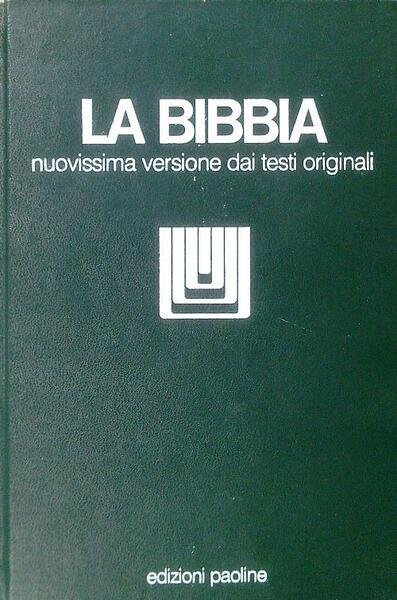 LA BIBBIA
nuovissima versione dai testi originali
edizioni paoline